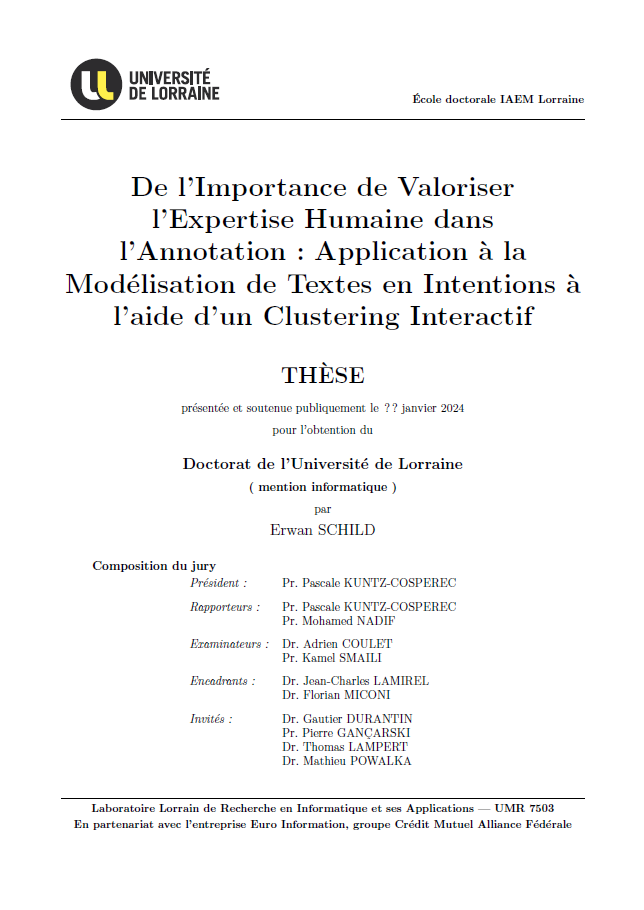 UNIVERSITÉ
DE LORRAINE
École doctorale IAEM Lorraine
De l'Importance de Valoriser
l'Expertise Humaine dans
l'Annotation : Application à la
Modélisation de Textes en Intentions à
l'aide d'un Clustering Interactif
THÈSE
présentée et soutenue publiquement le ?? janvier 2024
pour l'obtention du
Doctorat de l'Université de Lorraine
( mention informatique )
par
Erwan SCHILD
Composition du jury
Président : Pr. Pascale KUNTZ-COSPEREC
Rapporteurs : Pr. Pascale KUNTZ-COSPEREC
Pr. Mohamed NADIF
Examinateurs : Dr. Adrien COULET
Pr. Kamel SMAILI
Encadrants : Dr. Jean-Charles LAMIREL
Dr. Florian MICONI
Invités : Dr. Gautier DURANTIN
Pr. Pierre GANÇARSKI
Dr. Thomas LAMPERT
Dr. Mathieu POWALKA
Laboratoire Lorrain de Recherche en Informatique et ses Applications — UMR 7503
En partenariat avec l'entreprise Euro Information, groupe Crédit Mutuel Alliance Fédérale